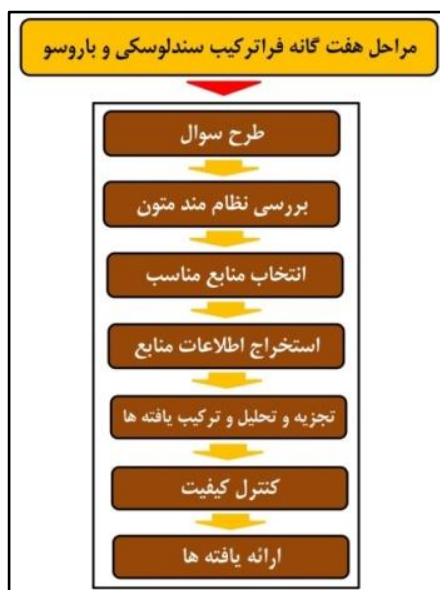 مراحل هفت گانه فراترکیب سندلوسکی و باروسو
طرح سوال
بررسی نظام مند متون
انتخاب منابع مناسب
استخراج اطلاعات منابع
تجزیه و تحلیل و ترکیب یافته ها
کنترل کیفیت
ارائه یافته ها